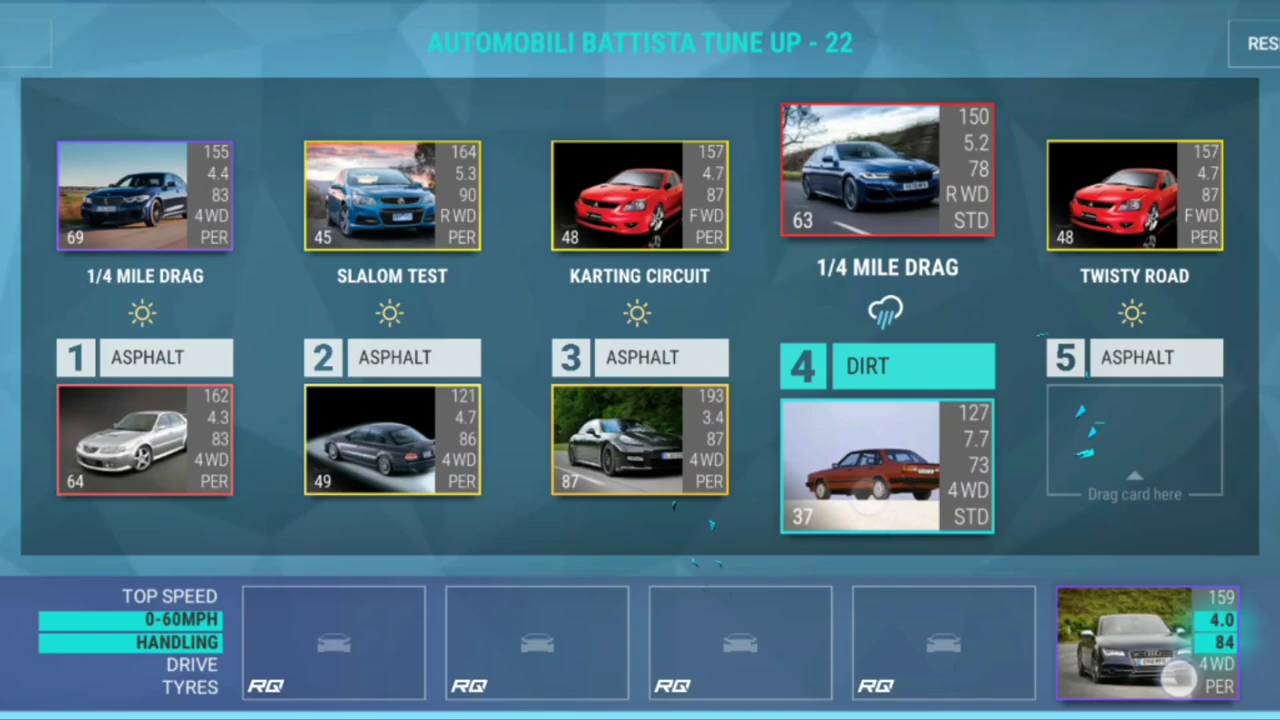 AUTOMOBILI BATTISTA TUNE UP - 22
RES
155
4.4
83
4WD
PER
69
164
5.3
90
RWD
PER
45
157
4.7
87
FWD
PER
48
150
5.2
78
RWD
STD
63
157
4.7
87
FWD
PER
48
1/4 MILE DRAG
SLALOM TEST
KARTING CIRCUIT
1/4 MILE DRAG
TWISTY ROAD
1 ASPHALT
2 ASPHALT
3 ASPHALT
4 DIRT
5 ASPHALT
162
4.3
83
4WD
PER
64
121
4.7
86
4WD
PER
49
193
3.4
87
4WD
PER
87
127
7.7
73
4WD
STD
37
Drag card here
TOP SPEED
0-60MPH
HANDLING
DRIVE
TYRES
RQ
RQ
RQ
RQ
159
4.0
84
4WD
PER